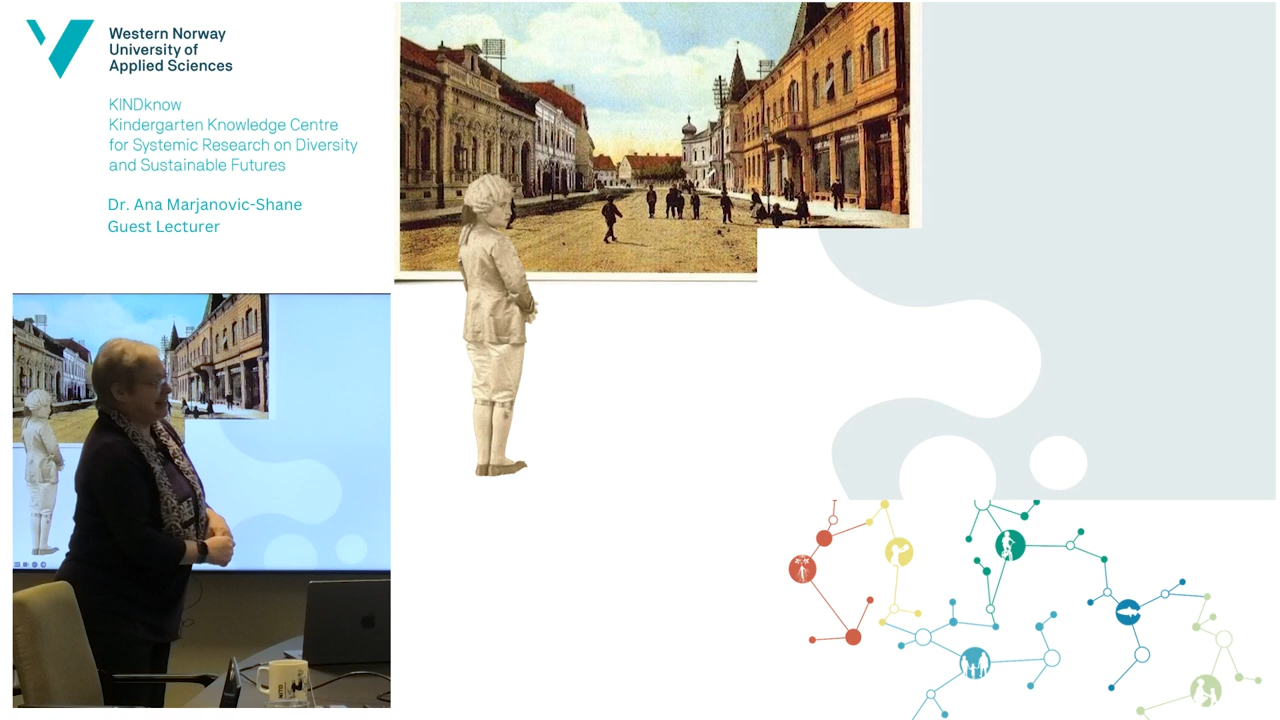 Western Norway
University of
Applied Sciences
KINDknow
Kindergarten Knowledge Centre
for Systemic Research on Diversity
and Sustainable Futures
Dr. Ana Marjanovic-Shane
Guest Lecturer